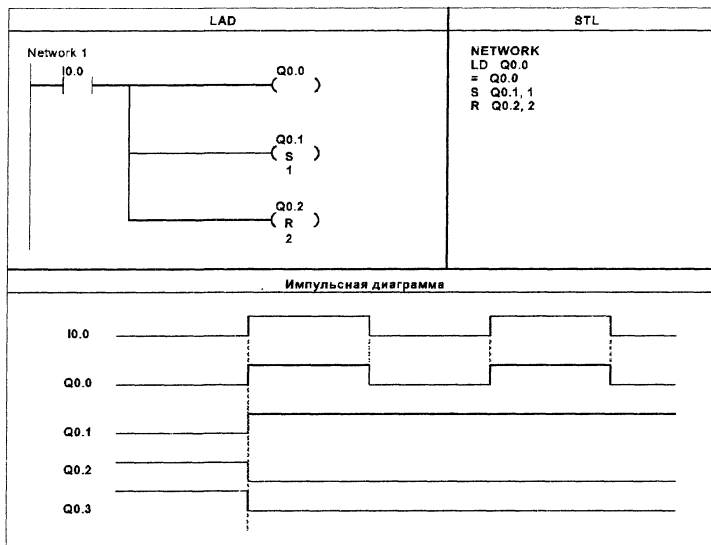 LAD
STL
Network 1
I0.0
Q0.0
Q0.1
S
1
Q0.2
R
2
NETWORK
LD Q0.0
= Q0.0
S Q0.1, 1
R Q0.2, 2
Импульсная диаграмма
I0.0
Q0.0
Q0.1
Q0.2
Q0.3